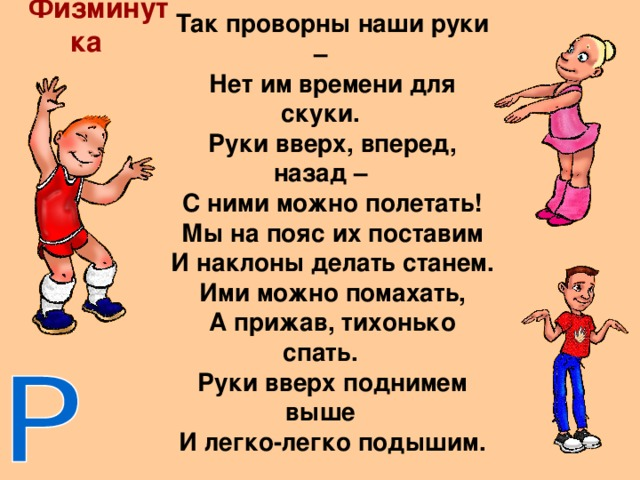 Физминут
ка
Так проворны наши руки
–
Нет им времени для
скуки.
Руки вверх, вперед,
назад –
С ними можно полетать!
Мы на пояс их поставим
И наклоны делать станем.
Ими можно помахать,
А прижав, тихонько
спать.
Руки вверх поднимем
выше
И легко-легко подышим.
Р